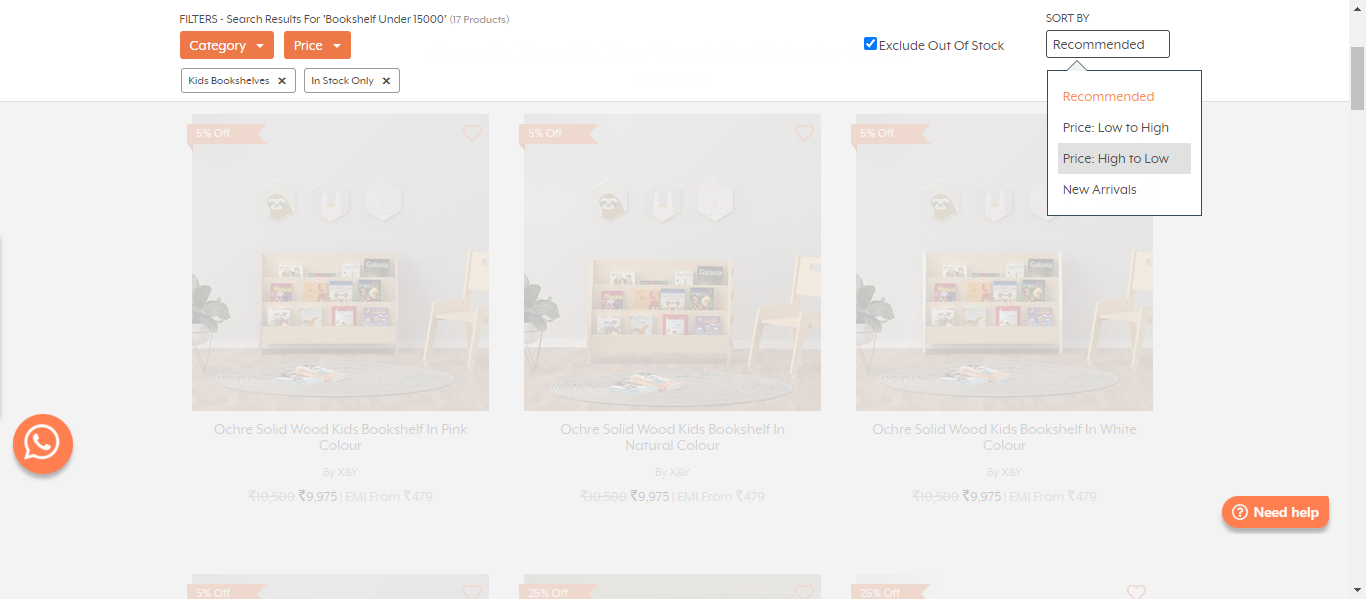 FILTERS - Search Results For 'Bookshelf Under 15000' (17 Products)
SORT BY
Category
Price
Exclude Out Of Stock
Recommended
Kids Bookshelves ✕
In Stock Only ✕
Recommended
Price: Low to High
Price: High to Low
New Arrivals
5% Off
5% Off
5% Off
Galaxia
Galaxia
Galaxia
Ochre Solid Wood Kids Bookshelf In Pink
Colour
By X&Y
₹10,500 ₹9,975 | EMI From ₹479
Ochre Solid Wood Kids Bookshelf In
Natural Colour
By X&Y
₹10,500 ₹9,975 | EMI From ₹479
Ochre Solid Wood Kids Bookshelf In White
Colour
By X&Y
₹10,500 ₹9,975 | EMI From ₹479
Need help
5% Off
25% Off
25% Off